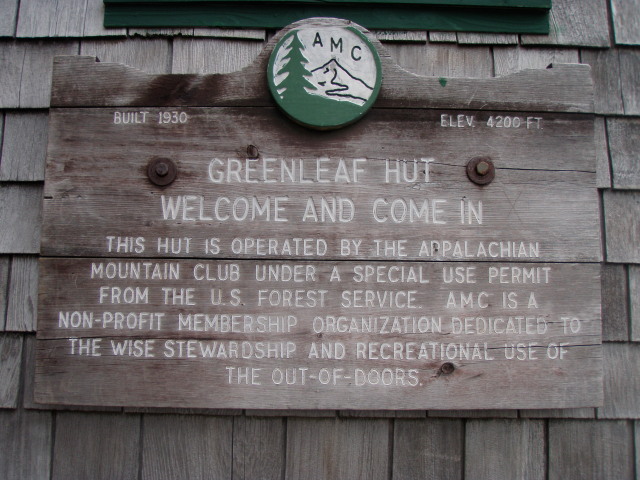 AMC
BUILT 1930
ELEV. 4200 FT
GREENLEAF HUT
WELCOME AND COME IN
THIS HUT IS OPERATED BY THE APPALACHIAN
MOUNTAIN CLUB UNDER A SPECIAL USE PERMIT
FROM THE U.S. FOREST SERVICE. AMC IS A
NON-PROFIT MEMBERSHIP ORGANIZATION DEDICATED TO
THE WISE STEWARDSHIP AND RECREATIONAL USE OF
THE OUT-OF-DOORS.